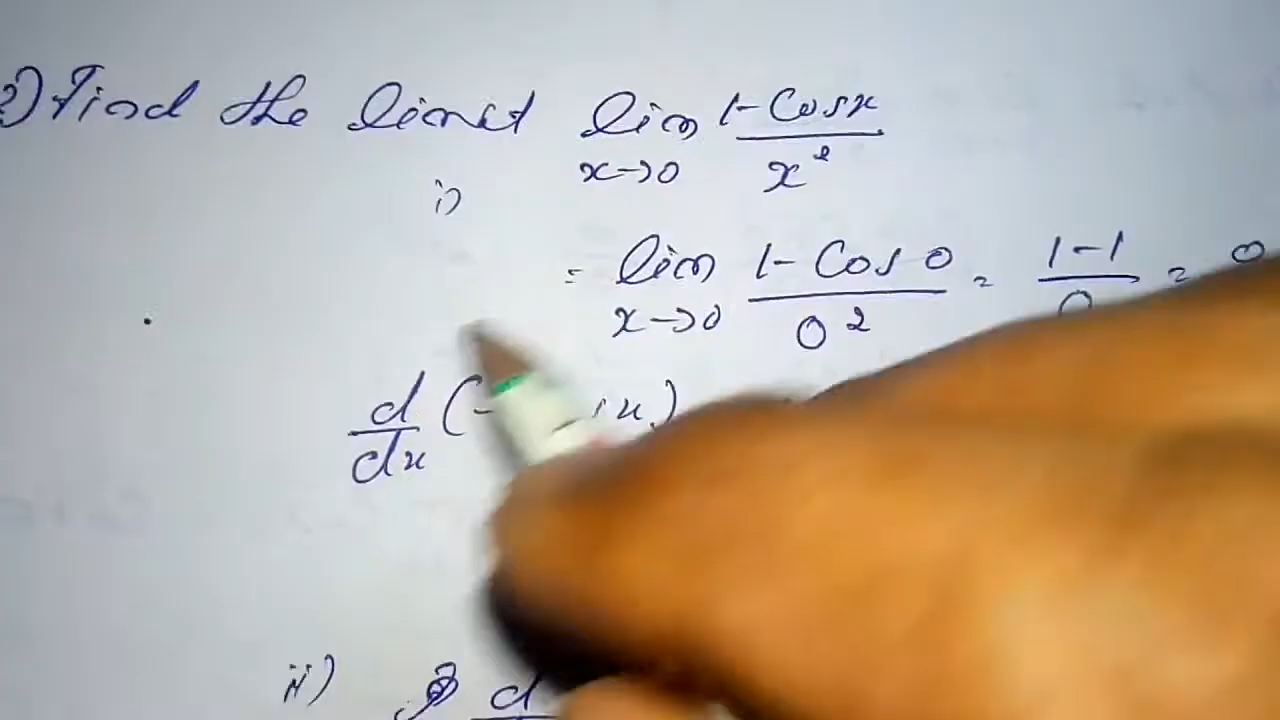 2) Find the limit lim 1-Cosx
x→0 x²
i)
= lim 1-Cos0 = 1-1 = 0
x→0 0² 0
d (-
dx
ii) d